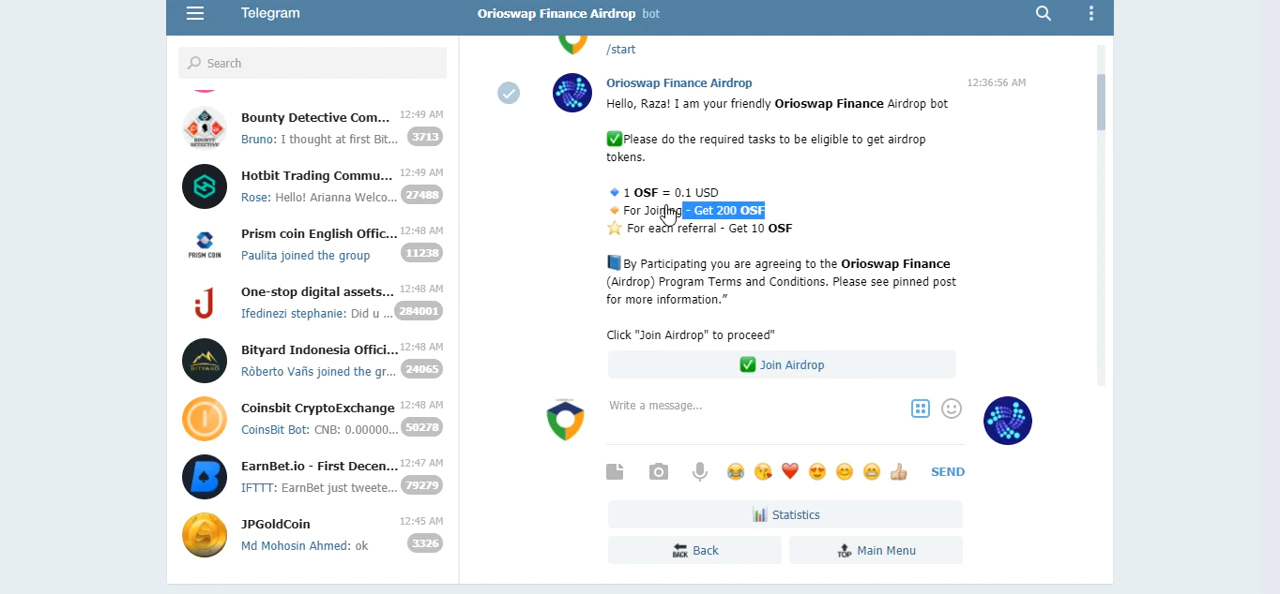 Telegram
Orioswap Finance Airdrop bot
Search
Bounty Detective Com... 12:49 AM
Bruno: I thought at first Bit... 3713
Hotbit Trading Commu... 12:49 AM
Rose: Hello! Arianna Welco... 27488
Prism coin English Offic... 12:48 AM
Paulita joined the group 11238
One-stop digital assets... 12:48 AM
Ifedinezi stephanie: Did u ... 284001
Bityard Indonesia Offici... 12:48 AM
Róberto Vañs joined the gr... 24065
Coinsbit CryptoExchange 12:48 AM
CoinsBit Bot: CNB: 0.00000... 50278
EarnBet.io - First Decen... 12:47 AM
IFTTT: EarnBet just tweete... 79279
JPGoldCoin 12:45 AM
Md Mohosin Ahmed: ok 3326
/start
Orioswap Finance Airdrop 12:36:56 AM
Hello, Raza! I am your friendly Orioswap Finance Airdrop bot
✅Please do the required tasks to be eligible to get airdrop
tokens.
🔹 1 OSF = 0.1 USD
🔸 For Joining - Get 200 OSF
⭐ For each referral - Get 10 OSF
📘By Participating you are agreeing to the Orioswap Finance
(Airdrop) Program Terms and Conditions. Please see pinned post
for more information.”
Click "Join Airdrop" to proceed"
✅ Join Airdrop
Write a message...
SEND
📊 Statistics
🔙 Back
🔝 Main Menu